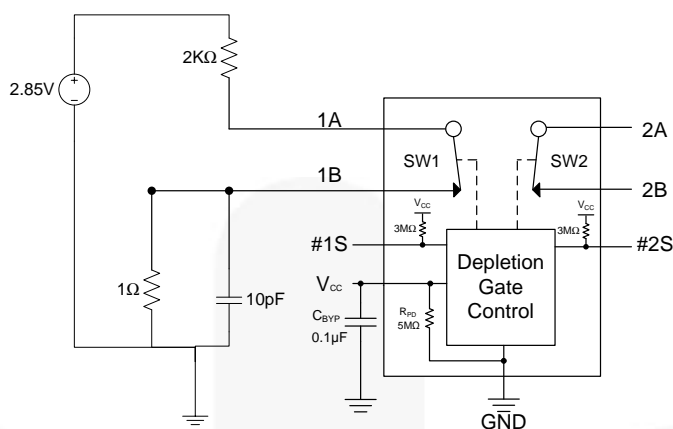 2KΩ
2.85V
+
-
1A
2A
SW1
SW2
1B
2B
VCC
3MΩ
VCC
3MΩ
#1S
#2S
Depletion
Gate
Control
VCC
1Ω
10pF
CBYP
0.1µF
RPD
5MΩ
GND